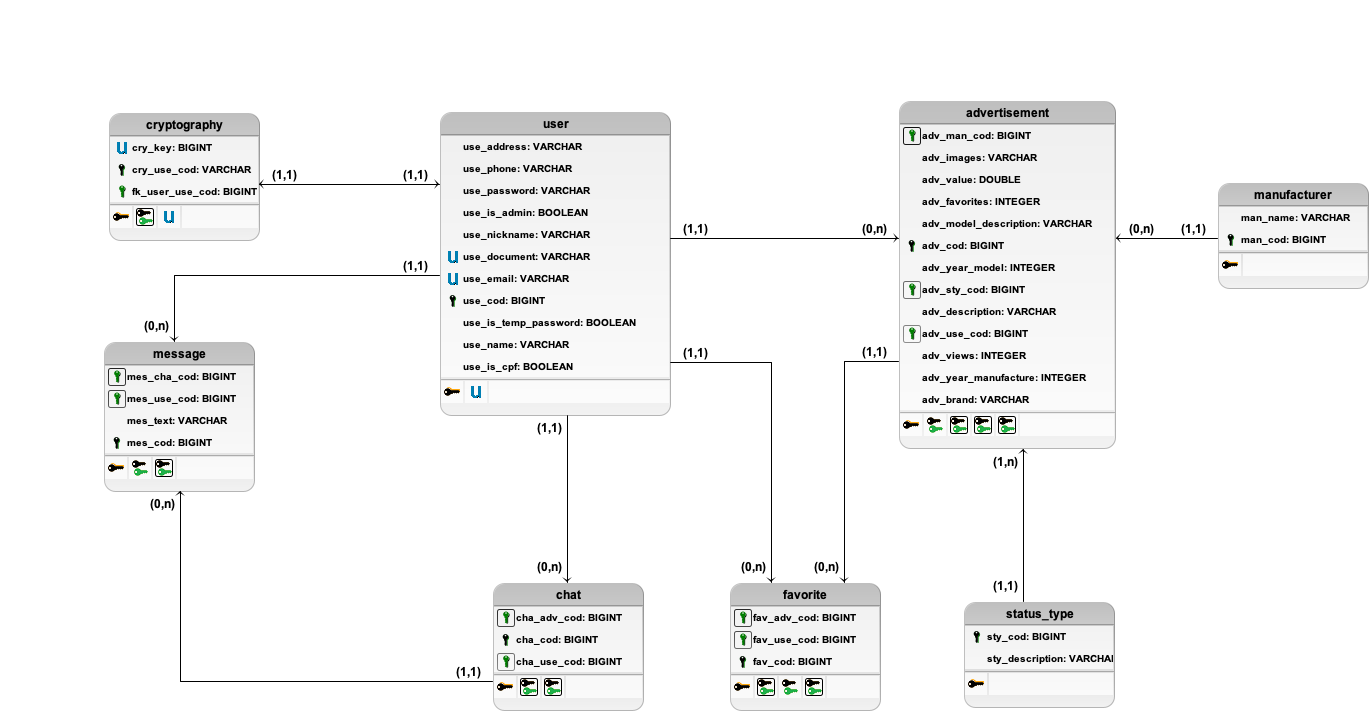 cryptography
cry_key: BIGINT
cry_use_cod: VARCHAR
fk_user_use_cod: BIGINT
(1,1)
(1,1)
user
use_address: VARCHAR
use_phone: VARCHAR
use_password: VARCHAR
use_is_admin: BOOLEAN
use_nickname: VARCHAR
use_document: VARCHAR
use_email: VARCHAR
use_cod: BIGINT
use_is_temp_password: BOOLEAN
use_name: VARCHAR
use_is_cpf: BOOLEAN
(1,1)
(0,n)
advertisement
adv_man_cod: BIGINT
adv_images: VARCHAR
adv_value: DOUBLE
adv_favorites: INTEGER
adv_model_description: VARCHAR
adv_cod: BIGINT
adv_year_model: INTEGER
adv_sty_cod: BIGINT
adv_description: VARCHAR
adv_use_cod: BIGINT
adv_views: INTEGER
adv_year_manufacture: INTEGER
adv_brand: VARCHAR
(0,n)
(1,1)
manufacturer
man_name: VARCHAR
man_cod: BIGINT
(1,1)
(0,n)
message
mes_cha_cod: BIGINT
mes_use_cod: BIGINT
mes_text: VARCHAR
mes_cod: BIGINT
(0,n)
(1,1)
(1,1)
(0,n)
chat
cha_adv_cod: BIGINT
cha_cod: BIGINT
cha_use_cod: BIGINT
(1,1)
(1,1)
(0,n)
(0,n)
favorite
fav_adv_cod: BIGINT
fav_use_cod: BIGINT
fav_cod: BIGINT
(1,n)
(1,1)
status_type
sty_cod: BIGINT
sty_description: VARCHAI